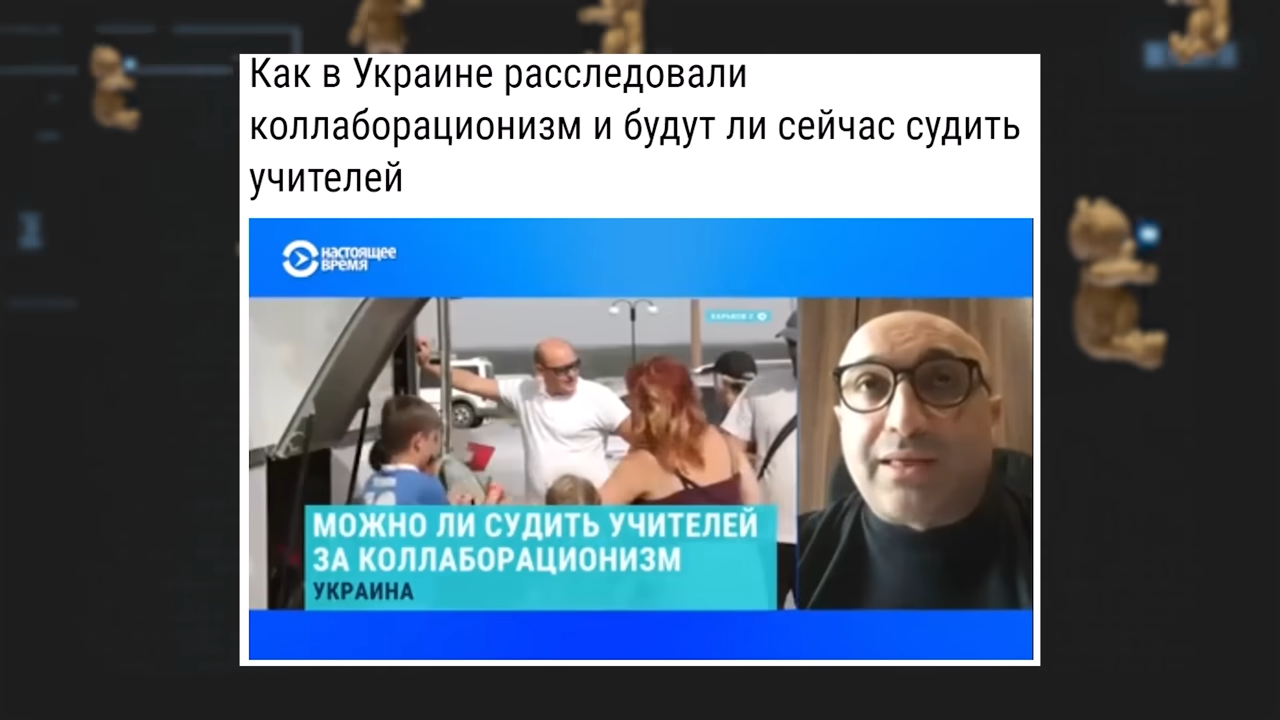 Как в Украине расследовали
коллаборационизм и будут ли сейчас судить
учителей
НАСТОЯЩЕЕ
ВРЕМЯ
ХАРЬКОВ Z
МОЖНО ЛИ СУДИТЬ УЧИТЕЛЕЙ
ЗА КОЛЛАБОРАЦИОНИЗМ
УКРАИНА